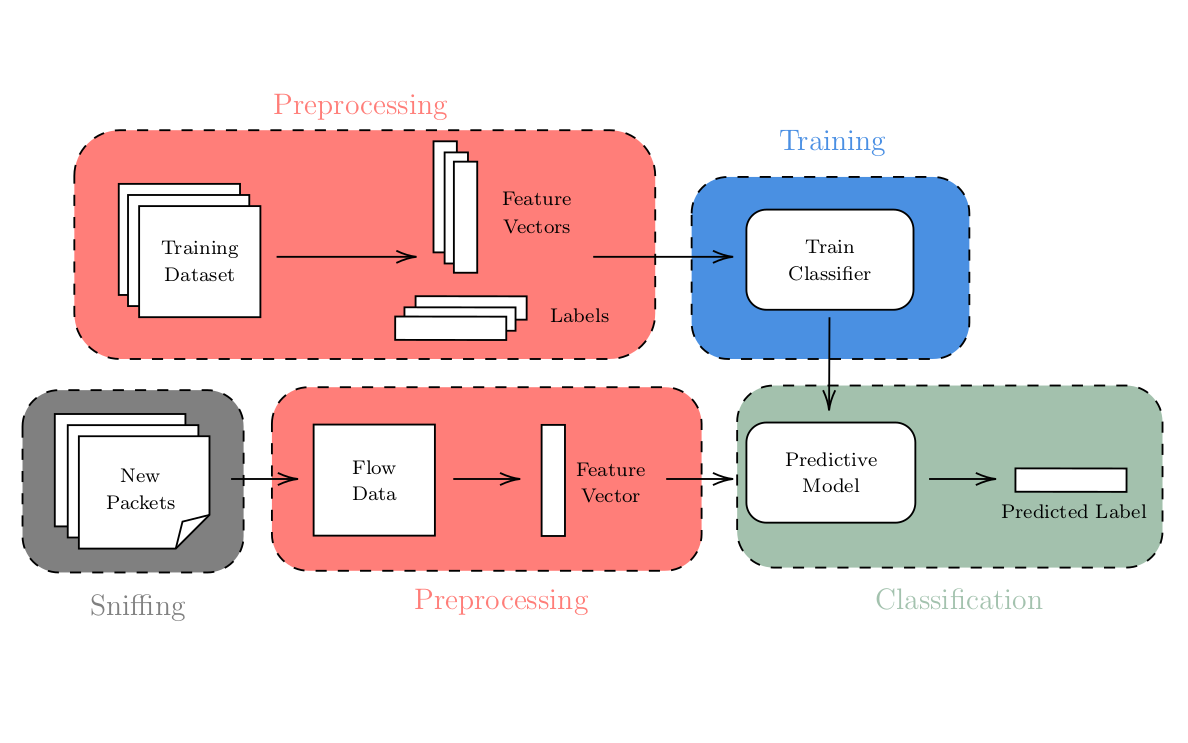 Preprocessing
Training
Feature
Vectors
Training
Dataset
Train
Classifier
Labels
New
Packets
Flow
Data
Feature
Vector
Predictive
Model
Predicted Label
Sniffing
Preprocessing
Classification